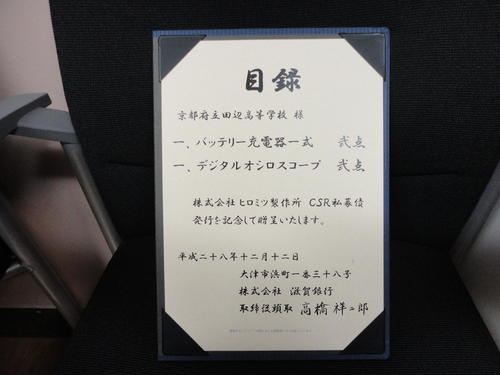 目録
京都府立田辺高等学校 様
一、バッテリー充電器一式 弐点
一、デジタルオシロスコープ 弐点
株式会社ヒロミツ製作所 CSR私募債
発行を記念して贈呈いたします。
平成二十八年十二月十二日
大津市浜町一番三十八号
株式会社 滋賀銀行
取締役頭取 高橋祥二郎